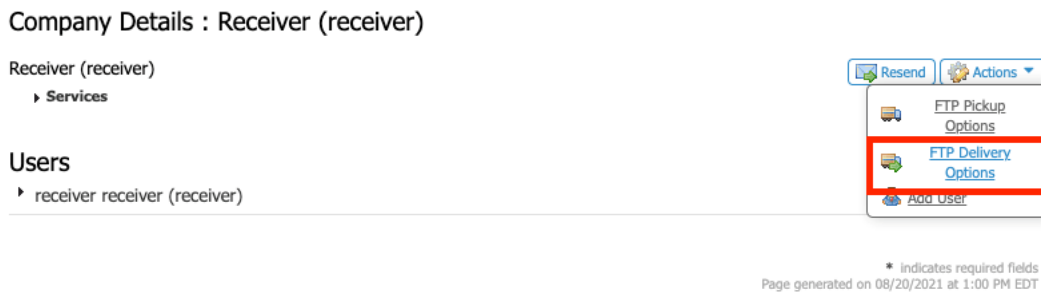 Company Details : Receiver (receiver)
Receiver (receiver)
Resend
Actions
Services
FTP Pickup
Options
FTP Delivery
Options
Add User
Users
receiver receiver (receiver)
* indicates required fields
Page generated on 08/20/2021 at 1:00 PM EDT